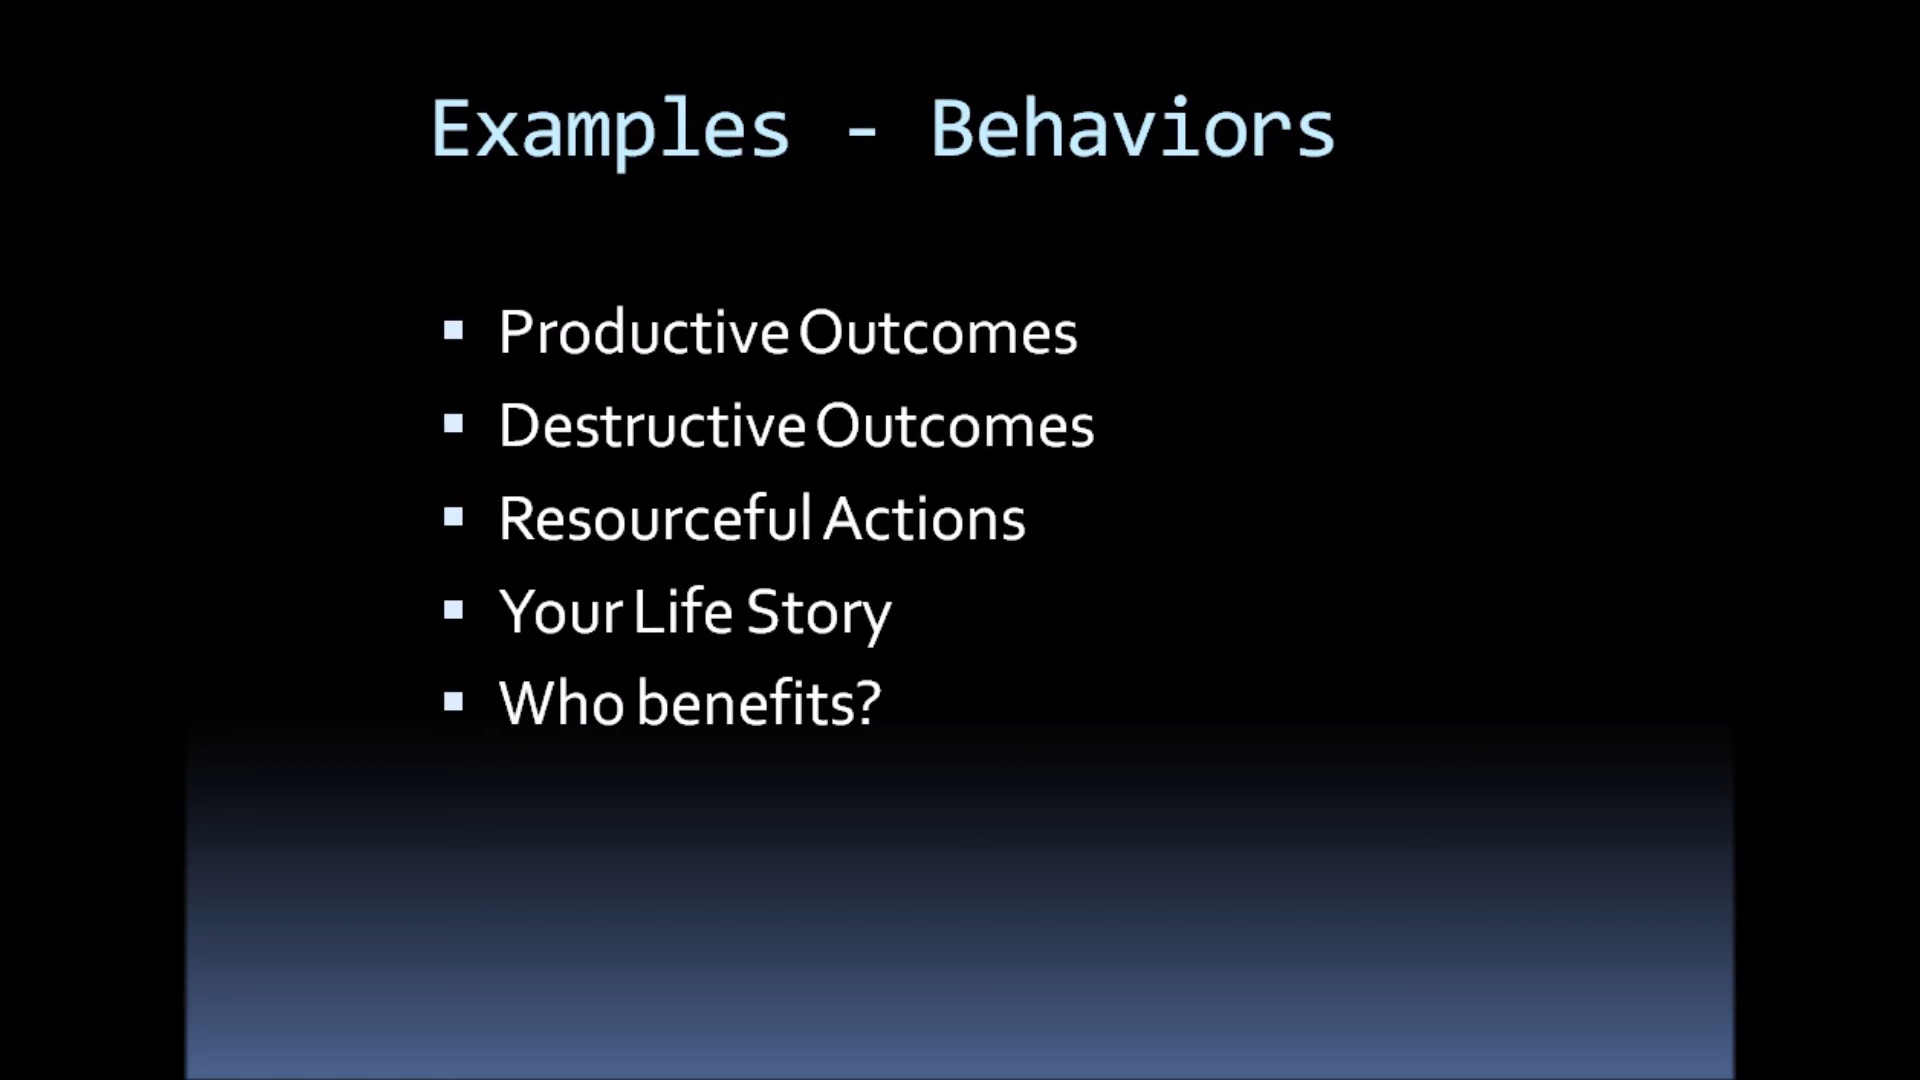 Examples - Behaviors
Productive Outcomes
Destructive Outcomes
Resourceful Actions
Your Life Story
Who benefits?